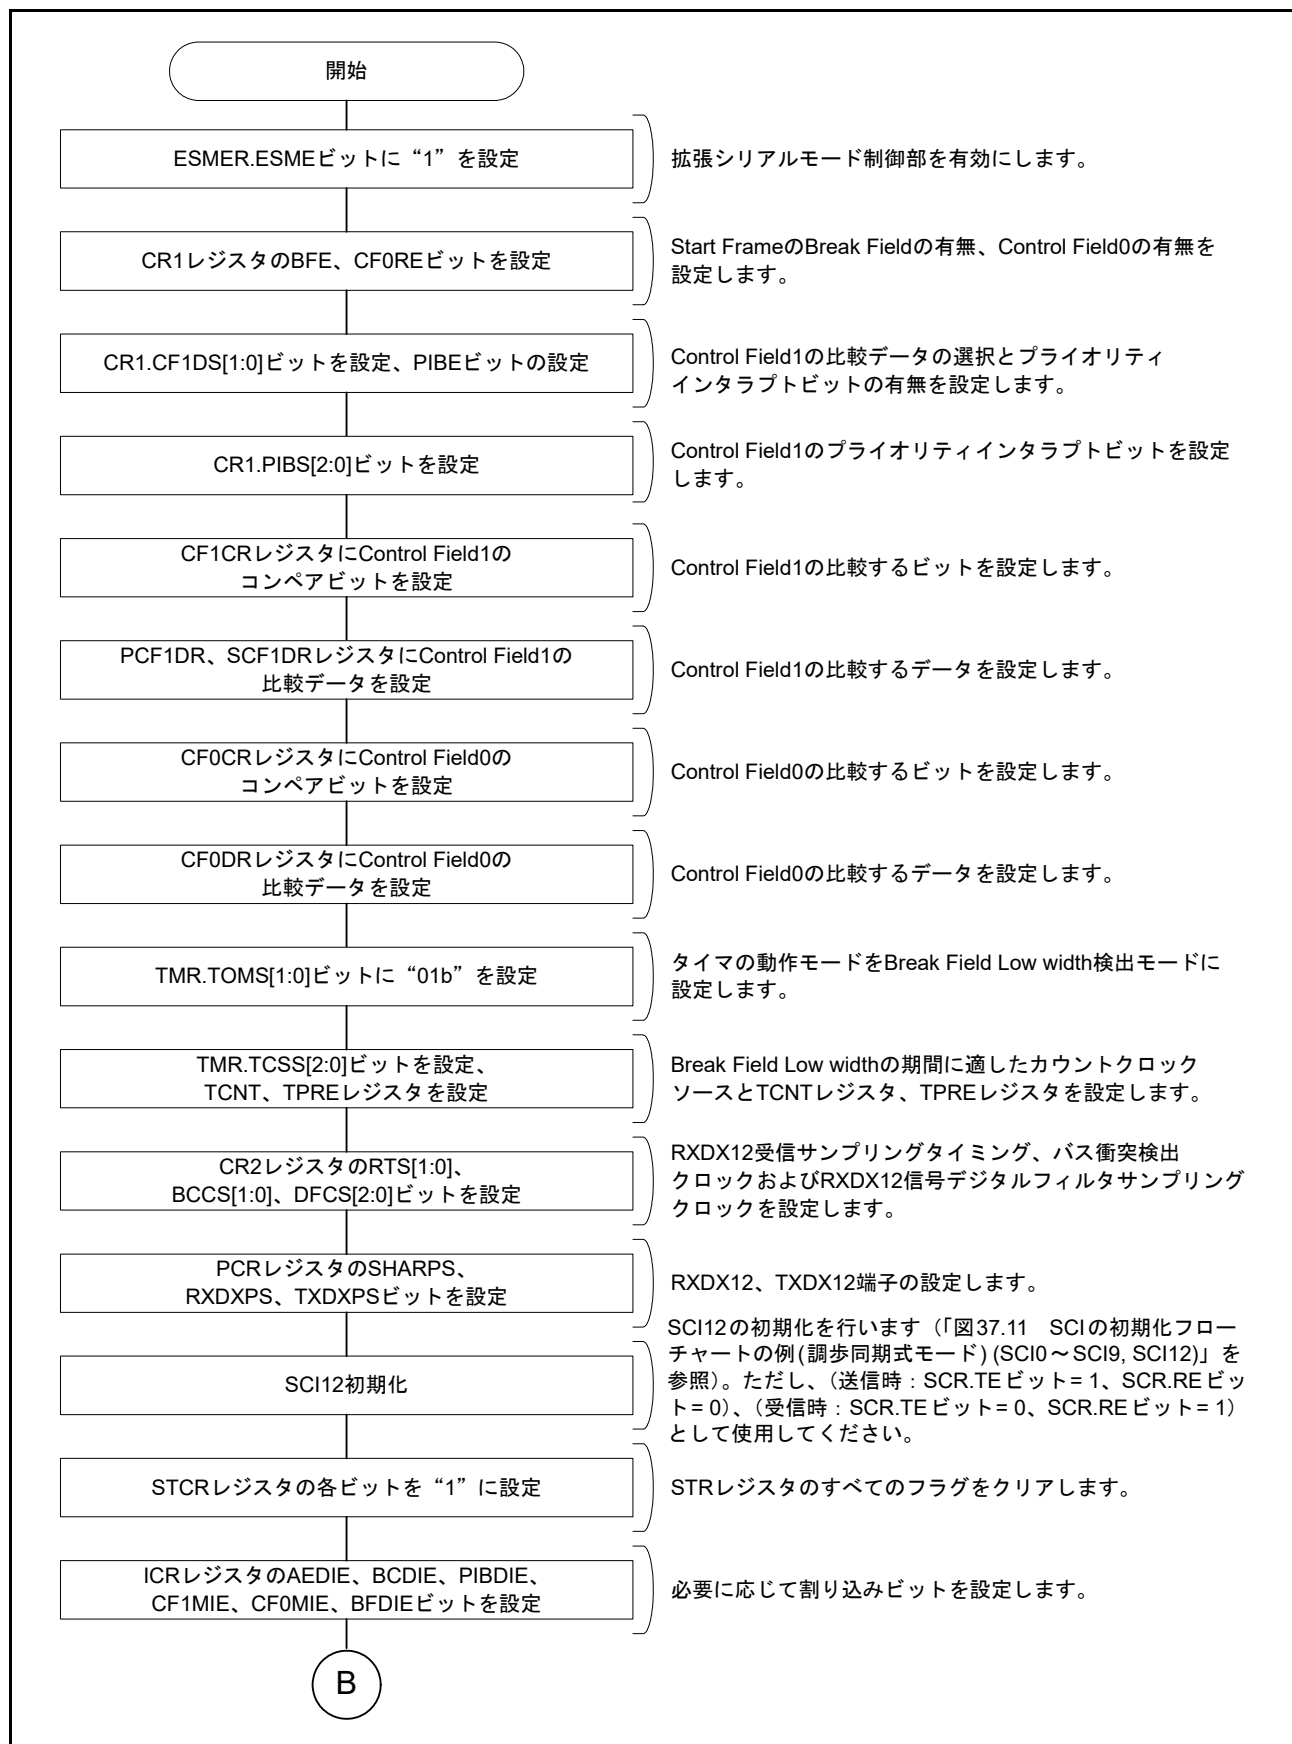 開始
ESMER.ESMEビットに“1”を設定
拡張シリアルモード制御部を有効にします。
CR1レジスタのBFE、CF0REビットを設定
Start FrameのBreak Fieldの有無、Control Field0の有無を
設定します。
CR1.CF1DS[1:0]ビットを設定、PIBEビットの設定
Control Field1の比較データの選択とプライオリティ
インタラプトビットの有無を設定します。
CR1.PIBS[2:0]ビットを設定
Control Field1のプライオリティインタラプトビットを設定
します。
CF1CRレジスタにControl Field1の
コンペアビットを設定
Control Field1の比較するビットを設定します。
PCF1DR、SCF1DRレジスタにControl Field1の
比較データを設定
Control Field1の比較するデータを設定します。
CF0CRレジスタにControl Field0の
コンペアビットを設定
Control Field0の比較するビットを設定します。
CF0DRレジスタにControl Field0の
比較データを設定
Control Field0の比較するデータを設定します。
TMR.TOMS[1:0]ビットに“01b”を設定
タイマの動作モードをBreak Field Low width検出モードに
設定します。
TMR.TCSS[2:0]ビットを設定、
TCNT、TPREレジスタを設定
Break Field Low widthの期間に適したカウントクロック
ソースとTCNTレジスタ、TPREレジスタを設定します。
CR2レジスタのRTS[1:0]、
BCCS[1:0]、DFCS[2:0]ビットを設定
RXDX12受信サンプリングタイミング、バス衝突検出
クロックおよびRXDX12信号デジタルフィルタサンプリング
クロックを設定します。
PCRレジスタのSHARPS、
RXDXPS、TXDXPSビットを設定
RXDX12、TXDX12端子の設定します。
SCI12初期化
SCI12の初期化を行います（「図37.11 SCIの初期化フロー
チャートの例(調歩同期式モード) (SCI0～SCI9, SCI12)」を
参照）。ただし、（送信時：SCR.TEビット= 1、SCR.REビッ
ト= 0）、（受信時：SCR.TEビット= 0、SCR.REビット= 1）
として使用してください。
STCRレジスタの各ビットを“1”に設定
STRレジスタのすべてのフラグをクリアします。
ICRレジスタのAEDIE、BCDIE、PIBDIE、
CF1MIE、CF0MIE、BFDIEビットを設定
必要に応じて割り込みビットを設定します。
B